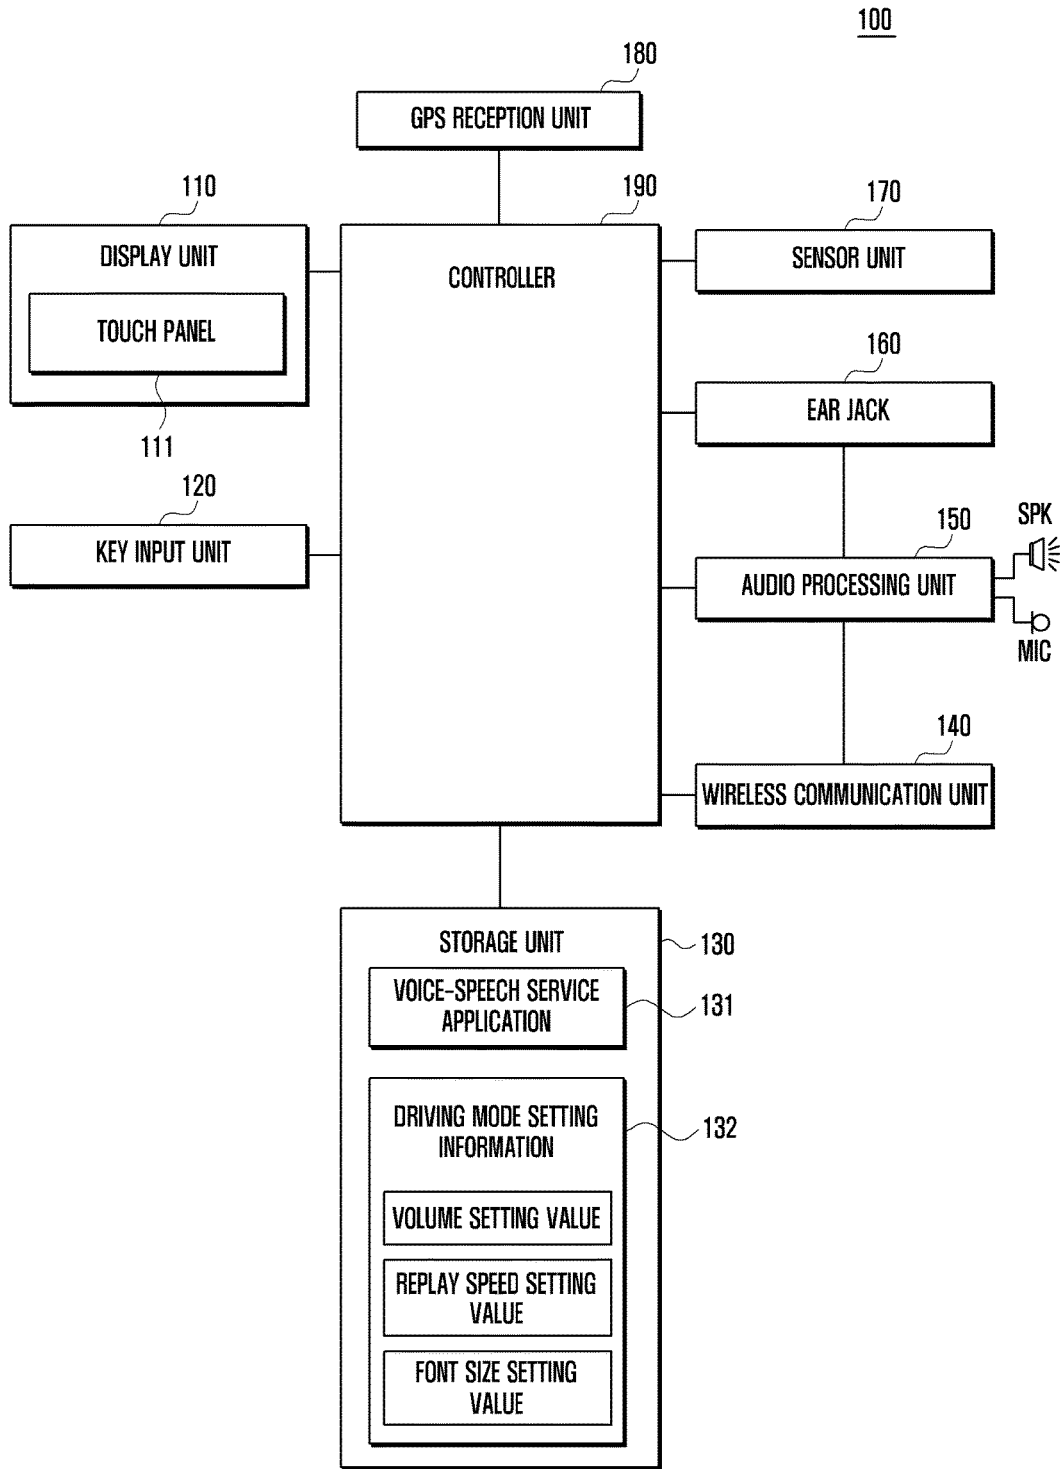 100
180
GPS RECEPTION UNIT
110
190
170
DISPLAY UNIT
CONTROLLER
SENSOR UNIT
TOUCH PANEL
160
EAR JACK
111
120
KEY INPUT UNIT
150
SPK
AUDIO PROCESSING UNIT
MIC
140
WIRELESS COMMUNICATION UNIT
STORAGE UNIT
130
VOICE-SPEECH SERVICE
APPLICATION
131
DRIVING MODE SETTING
INFORMATION
132
VOLUME SETTING VALUE
REPLAY SPEED SETTING
VALUE
FONT SIZE SETTING
VALUE